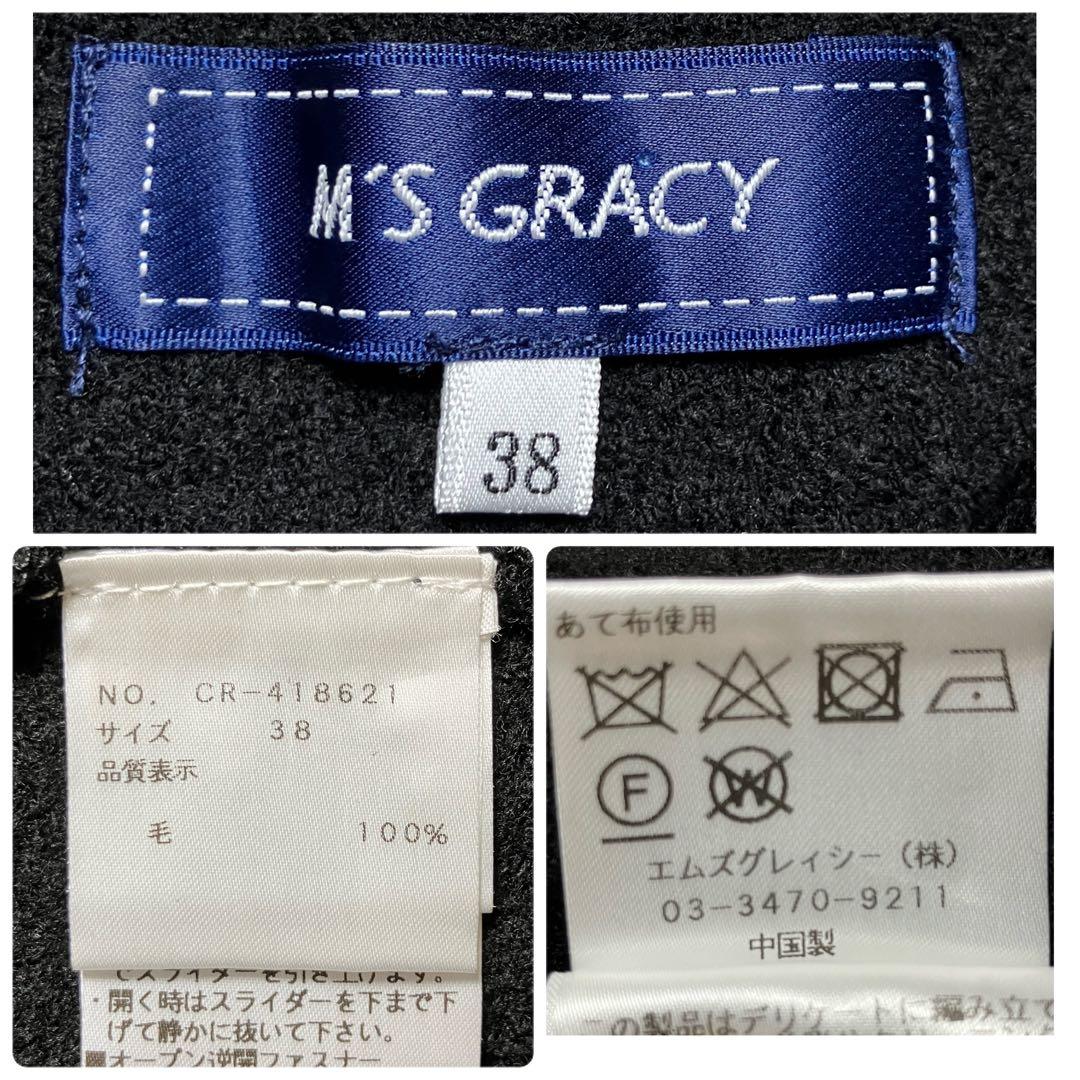 M'S GRACY
38
NO. CR-418621
サイズ 38
品質表示
毛 100%
でスライダーを引き上げます。
・開く時はスライダーを下まで下
げて静かに抜いて下さい。
■オープン逆開ファスナー
あて布使用
F
W
エムズグレイシー（株）
03-3470-9211
中国製
の製品はデリケートに編み立て